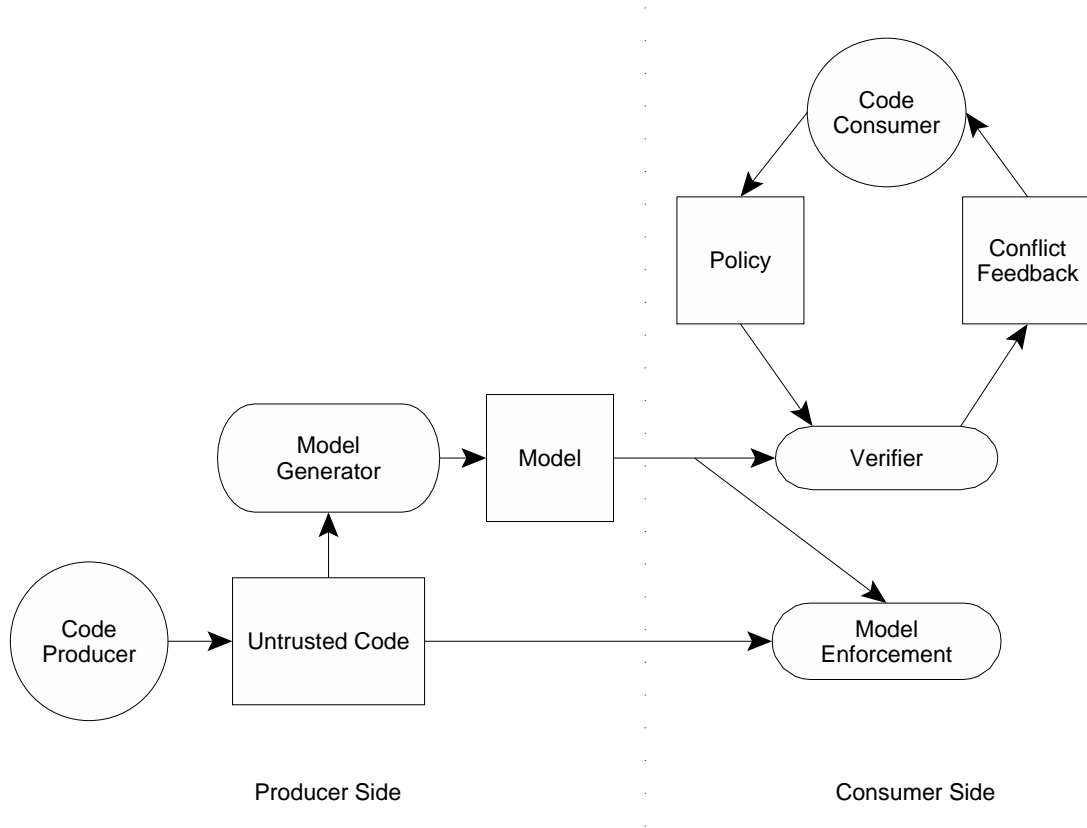 Code
Consumer
Policy
Conflict
Feedback
Model
Generator
Model
Verifier
Code
Producer
Untrusted Code
Model
Enforcement
Producer Side
Consumer Side